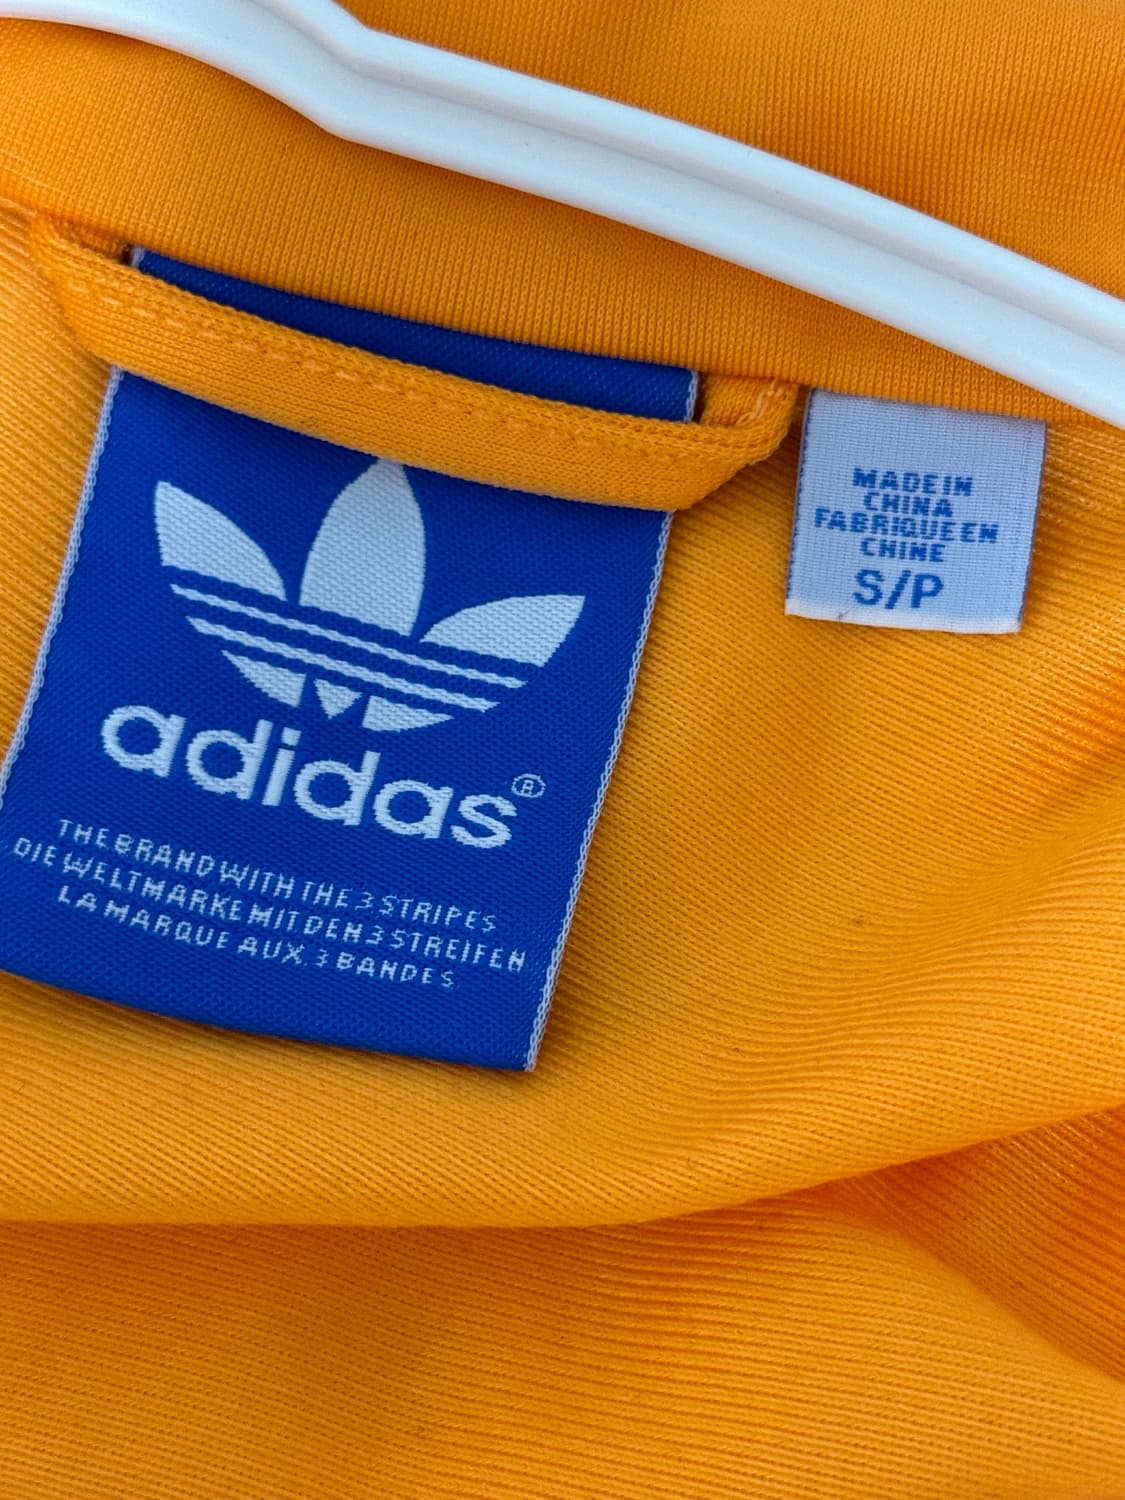 adidas®
THE BRAND WITH THE 3 STRIPES
DIE WELTMARKE MIT DEN 3 STREIFEN
LA MARQUE AUX 3 BANDES
MADE IN
CHINA
FABRIQUE EN
CHINE
S/P